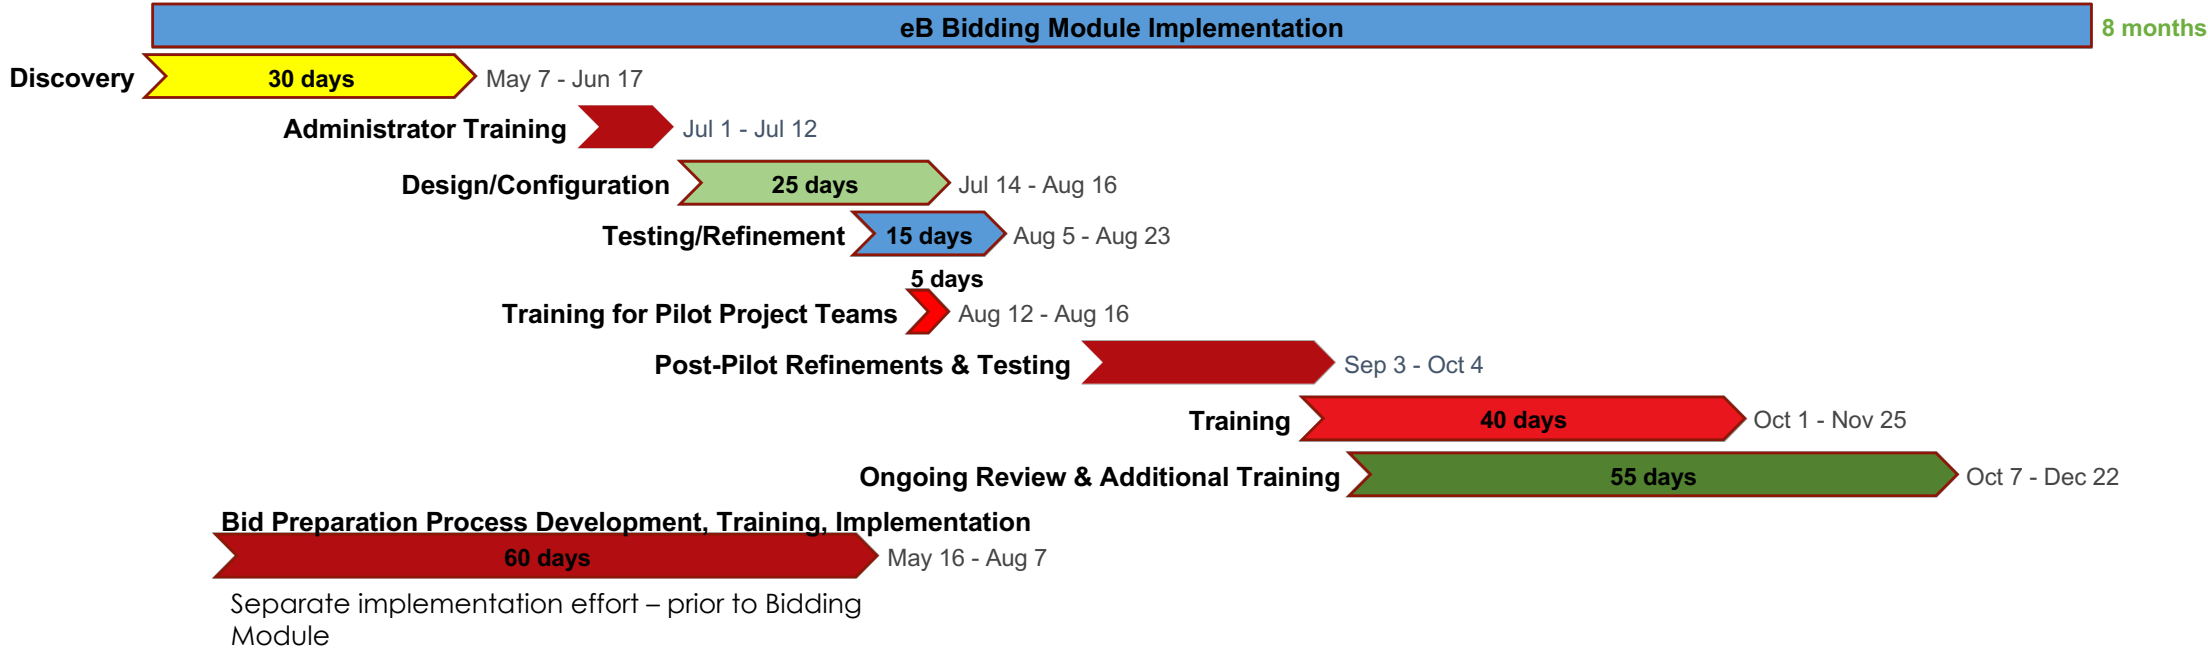 eB Bidding Module Implementation
8 months
Discovery
30 days
May 7 - Jun 17
Administrator Training
Jul 1 - Jul 12
Design/Configuration
25 days
Jul 14 - Aug 16
Testing/Refinement
15 days
Aug 5 - Aug 23
5 days
Training for Pilot Project Teams
Aug 12 - Aug 16
Post-Pilot Refinements & Testing
Sep 3 - Oct 4
Training
40 days
Oct 1 - Nov 25
Ongoing Review & Additional Training
55 days
Oct 7 - Dec 22
Bid Preparation Process Development, Training, Implementation
60 days
May 16 - Aug 7
Separate implementation effort – prior to Bidding
Module